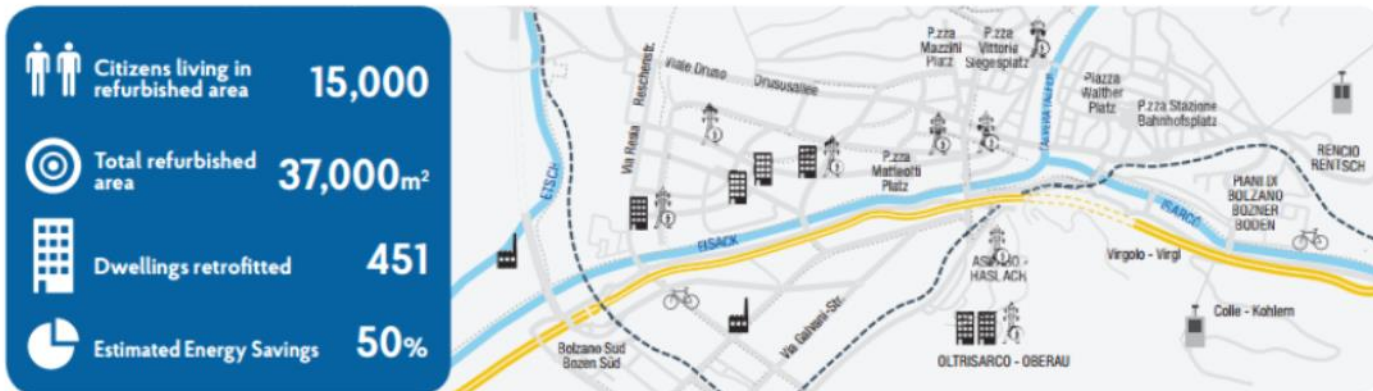 Citizens living in
refurbished area
15,000
Total refurbished
area
37,000m²
Dwellings retrofitted
451
Estimated Energy Savings
50%
P.zza
Mazzini
Platz
P.zza
Vittoria
Siegesplatz
Viale Druso
Drususallee
Reschenstr.
Via Resia
ETSCH
TALVERA TALFER
Piazza
Walther
Platz
P.zza Stazione
Bahnhofsplatz
RENCIO
RENTSCH
P.zza
Matteotti
Platz
PIANI DI
BOLZANO
BOZNER
BODEN
EISACK
ISARCO
HASLACH
Virgolo - Virgl
Colle - Kohlern
Via Galvani-Str.
Bolzano Sud
Bozen Süd
OLTRISARCO - OBERAU